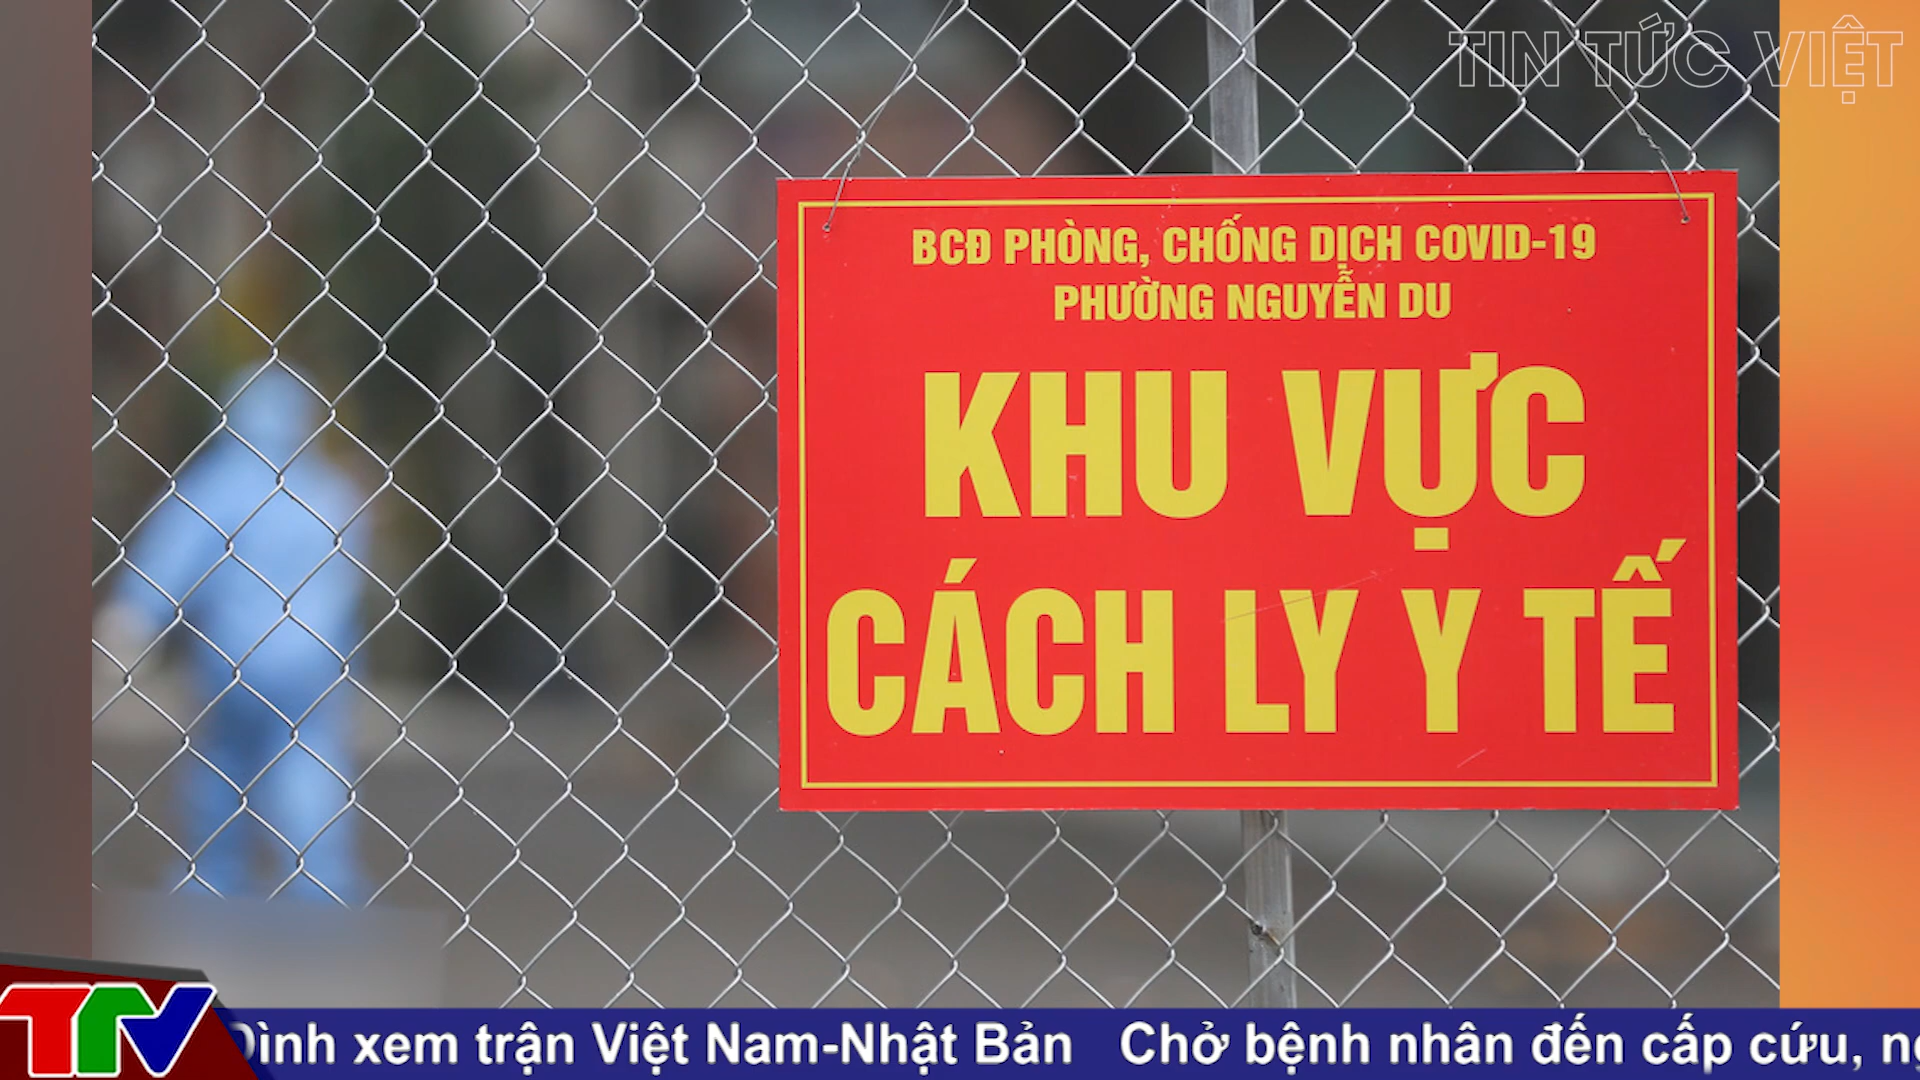 TIN TỨC VIỆT
BCĐ PHÒNG, CHỐNG DỊCH COVID-19
PHƯỜNG NGUYỄN DU
KHU VỰC
CÁCH LY Y TẾ
TTV
Đình xem trận Việt Nam-Nhật Bản Chở bệnh nhân đến cấp cứu,